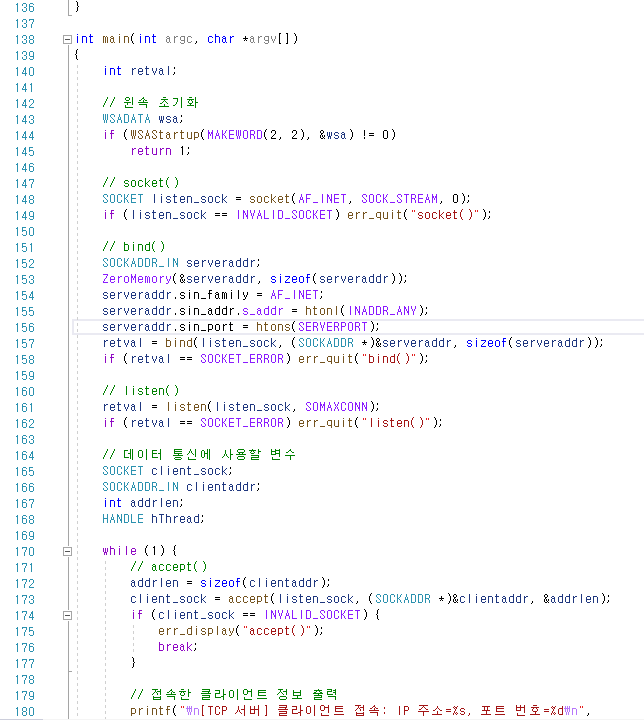 136 }
137
138 int main(int argc, char *argv[])
139 {
140 int retval;
141
142 // 윈속 초기화
143 WSADATA wsa;
144 if (WSAStartup(MAKEWORD(2, 2), &wsa) != 0)
145 return 1;
146
147 // socket()
148 SOCKET listen_sock = socket(AF_INET, SOCK_STREAM, 0);
149 if (listen_sock == INVALID_SOCKET) err_quit("socket()");
150
151 // bind()
152 SOCKADDR_IN serveraddr;
153 ZeroMemory(&serveraddr, sizeof(serveraddr));
154 serveraddr.sin_family = AF_INET;
155 serveraddr.sin_addr.s_addr = htonl(INADDR_ANY);
156 serveraddr.sin_port = htons(SERVERPORT);
157 retval = bind(listen_sock, (SOCKADDR *)&serveraddr, sizeof(serveraddr));
158 if (retval == SOCKET_ERROR) err_quit("bind()");
159
160 // listen()
161 retval = listen(listen_sock, SOMAXCONN);
162 if (retval == SOCKET_ERROR) err_quit("listen()");
163
164 // 데이터 통신에 사용할 변수
165 SOCKET client_sock;
166 SOCKADDR_IN clientaddr;
167 int addrlen;
168 HANDLE hThread;
169
170 while (1) {
171 // accept()
172 addrlen = sizeof(clientaddr);
173 client_sock = accept(listen_sock, (SOCKADDR *)&clientaddr, &addrlen);
174 if (client_sock == INVALID_SOCKET) {
175 err_display("accept()");
176 break;
177 }
178
179 // 접속한 클라이언트 정보 출력
180 printf("₩n[TCP 서버] 클라이언트 접속: IP 주소=%s, 포트 번호=%d₩n",